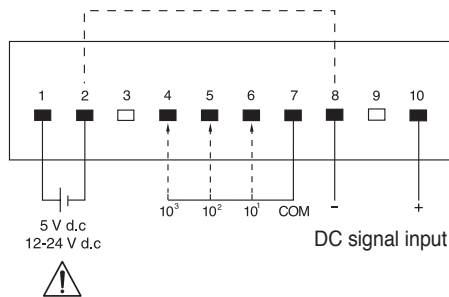 1 2 3 4 5 6 7 8 9 10
10³ 10² 10¹ COM - +
5 V d.c
12-24 V d.c
DC signal input
!